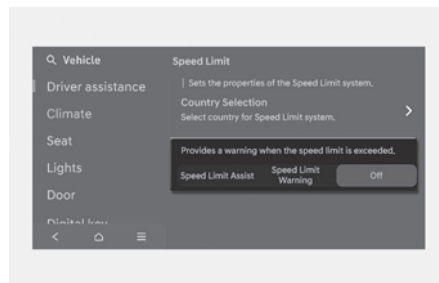 Vehicle
Driver assistance
Climate
Seat
Lights
Door
Digital key
Speed Limit
Sets the properties of the Speed Limit system.
Country Selection
Select country for Speed Limit system.
Provides a warning when the speed limit is exceeded.
Speed Limit Assist
Speed Limit
Warning
Off